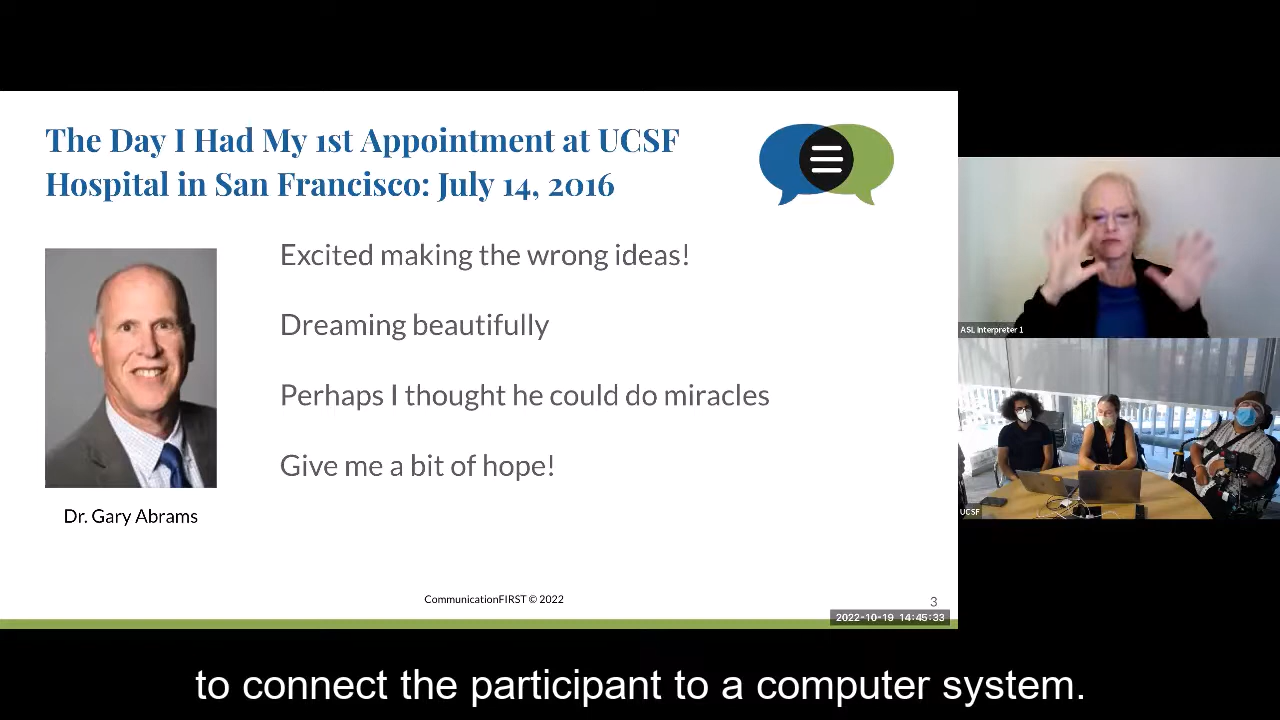 The Day I Had My 1st Appointment at UCSF
Hospital in San Francisco: July 14, 2016
Excited making the wrong ideas!
Dreaming beautifully
Perhaps I thought he could do miracles
Give me a bit of hope!
Dr. Gary Abrams
CommunicationFIRST © 2022
3
2022-10-19 14:45:33
ASL Interpreter 1
UCSF
to connect the participant to a computer system.